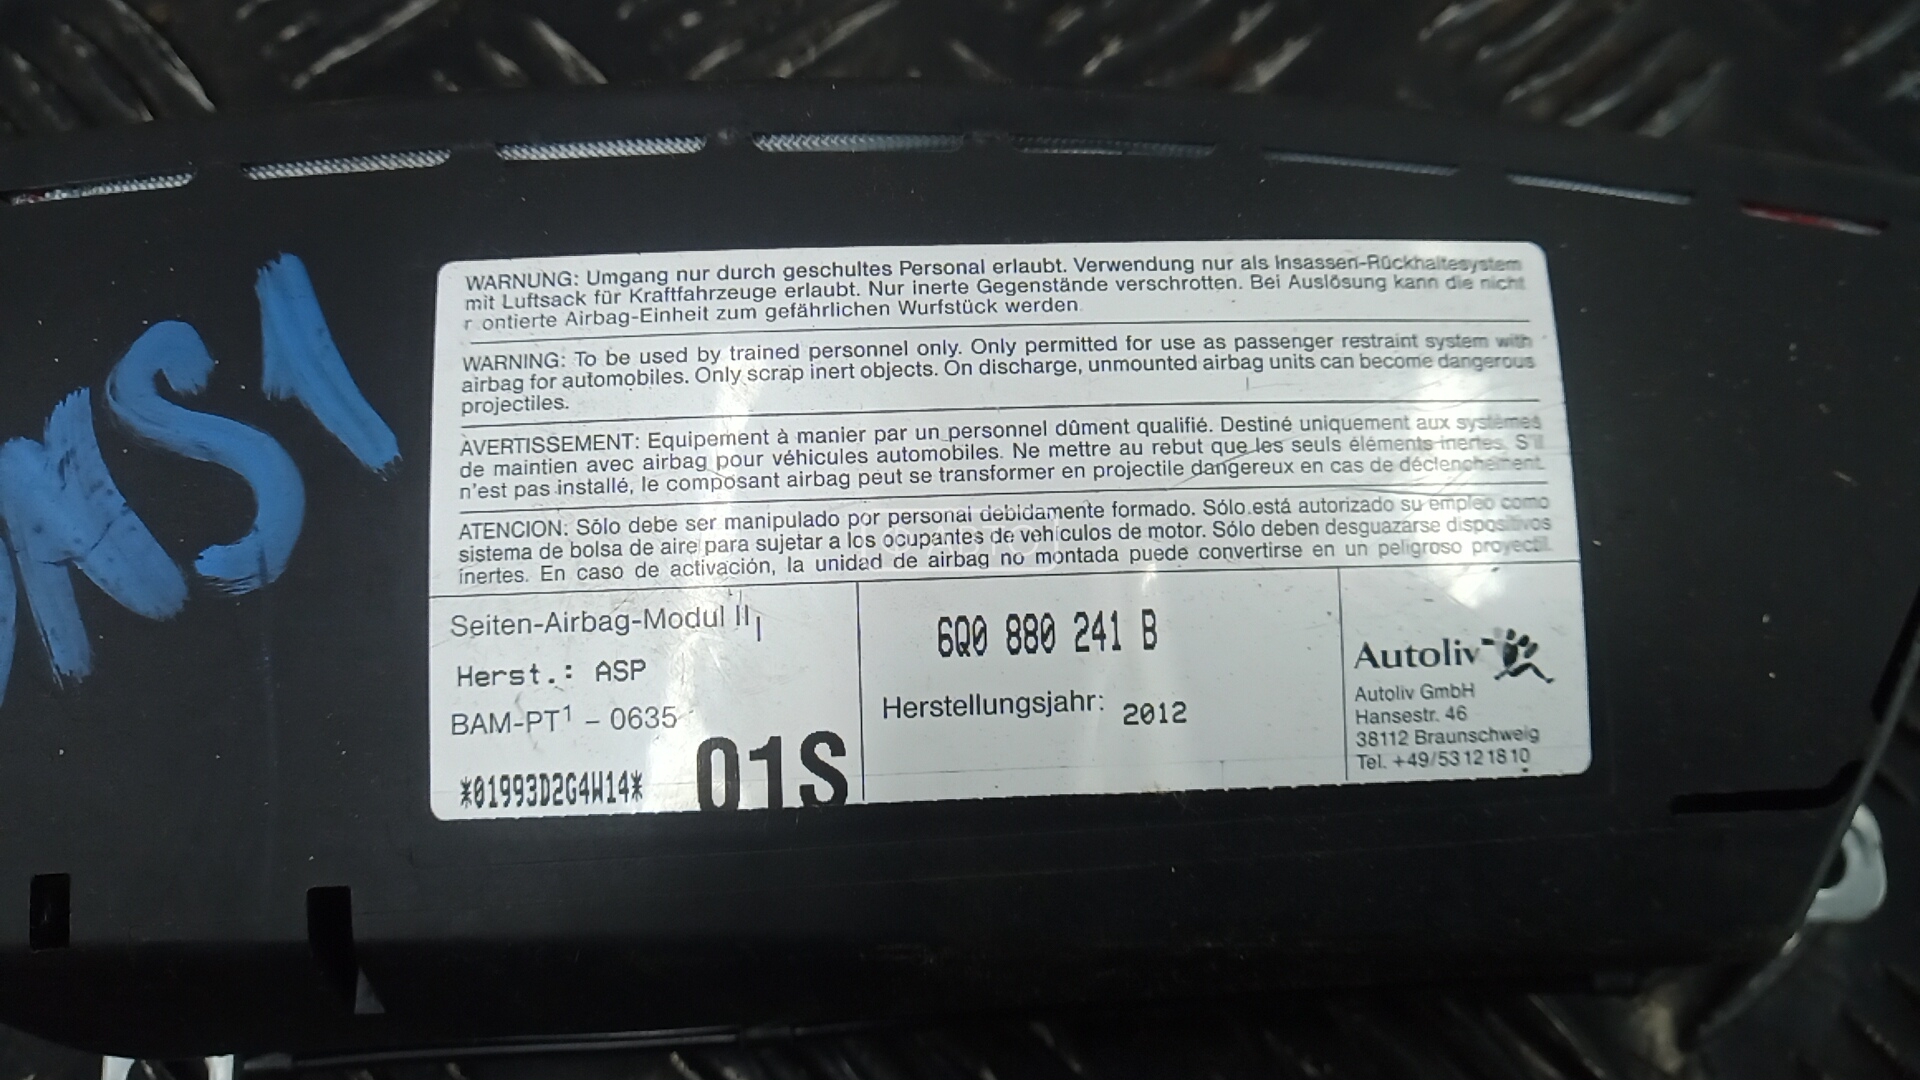 WARNUNG: Umgang nur durch geschultes Personal erlaubt. Verwendung nur als Insassen-Rückhaltesystem
mit Luftsack für Kraftfahrzeuge erlaubt. Nur inerte Gegenstände verschrotten. Bei Auslösung kann die nicht
r ontierte Airbag-Einheit zum gefährlichen Wurfstück werden.
WARNING: To be used by trained personnel only. Only permitted for use as passenger restraint system with
airbag for automobiles. Only scrap inert objects. On discharge, unmounted airbag units can become dangerous
projectiles.
AVERTISSEMENT: Equipement à manier par un personnel dûment qualifié. Destiné uniquement aux systèmes
de maintien avec airbag pour véhicules automobiles. Ne mettre au rebut que les seuls éléments inertes. S'il
n'est pas installé, le composant airbag peut se transformer en projectile dangereux en cas de déclenchement.
ATENCION: Sólo debe ser manipulado por personal debidamente formado. Sólo está autorizado su empleo como
sistema de bolsa de aire para sujetar a los ocupantes de vehículos de motor. Sólo deben desguazarse dispositivos
inertes. En caso de activación, la unidad de airbag no montada puede convertirse en un peligroso proyectil.
Seiten-Airbag-Modul II
Herst.: ASP
BAM-PT1 - 0635
*01993D2G4W14*
01S
6Q0 880 241 B
Herstellungsjahr: 2012
Autoliv
Autoliv GmbH
Hansestr. 46
38112 Braunschweig
Tel. +49/53121810